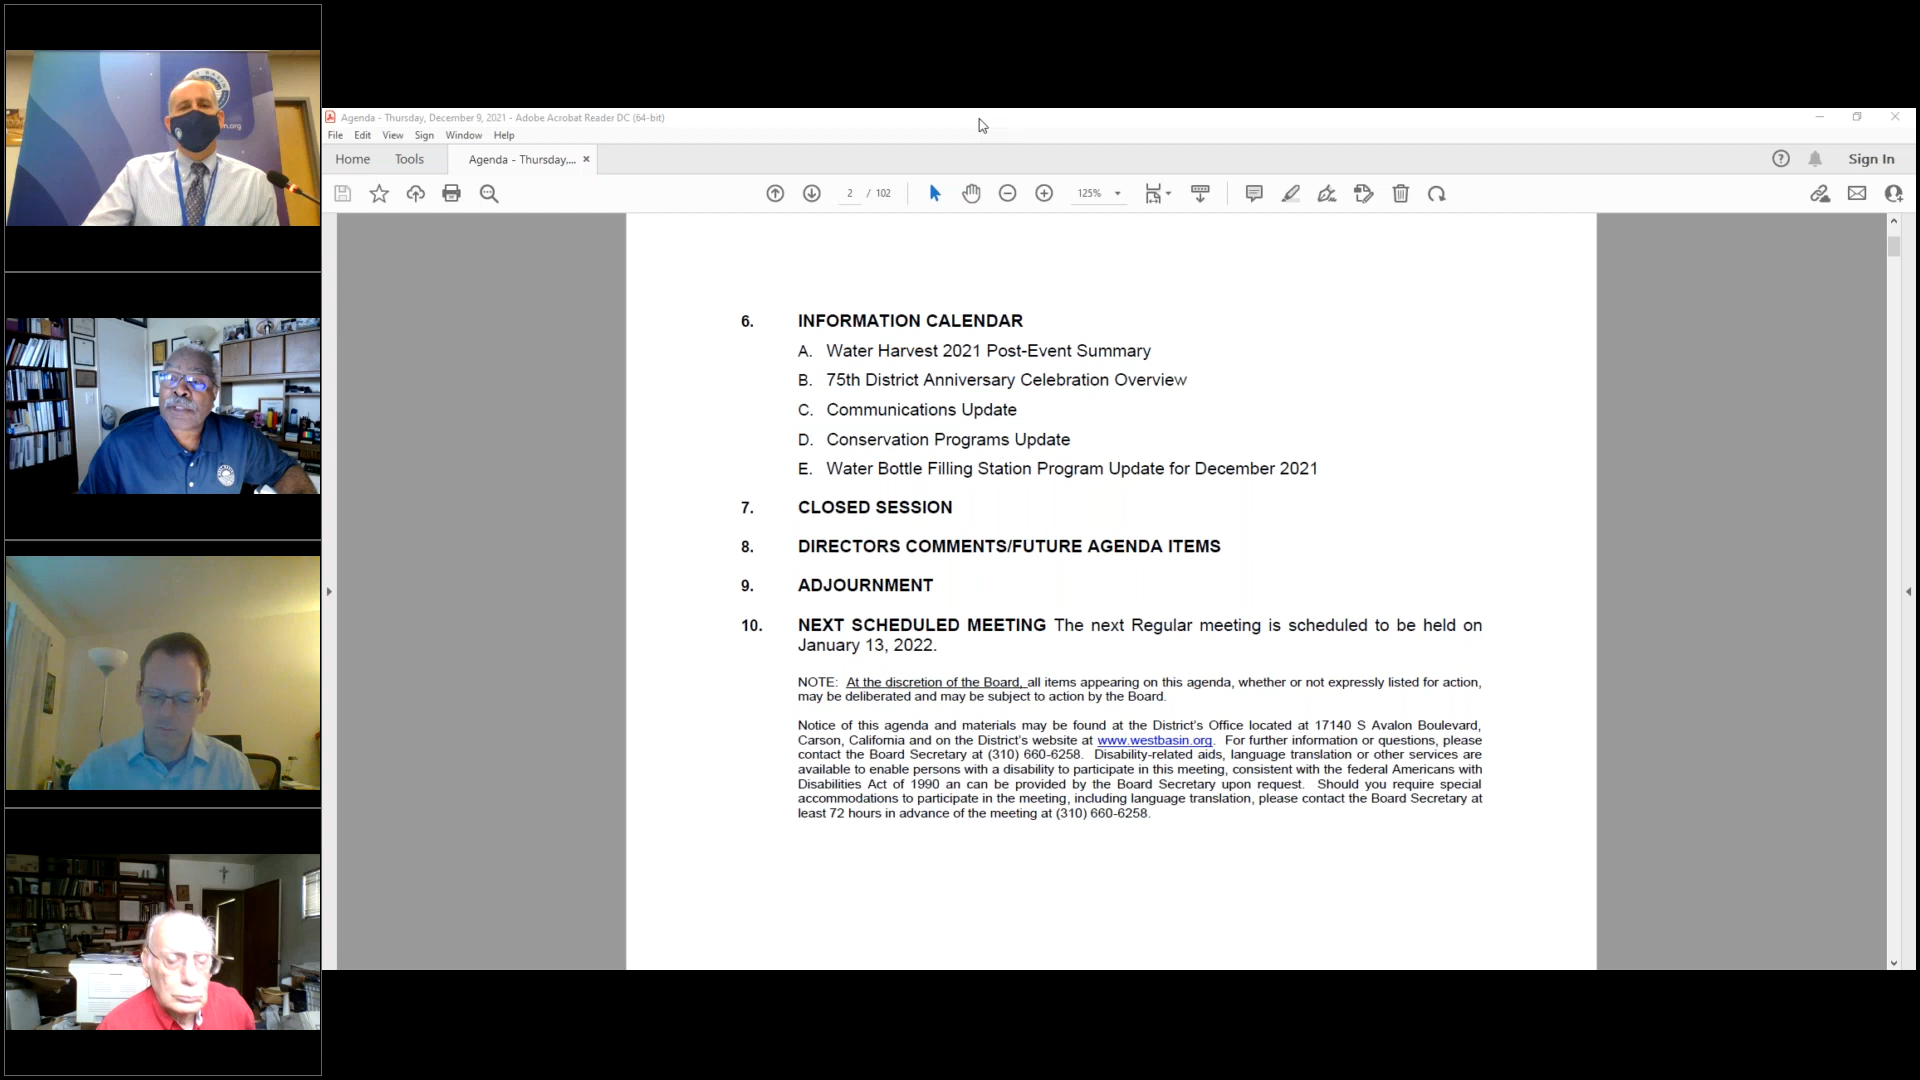 Agenda - Thursday, December 9, 2021 - Adobe Acrobat Reader DC (64-bit)
File Edit View Sign Window Help
Home Tools Agenda - Thursday,... × Sign In
2 / 102 125%
6. INFORMATION CALENDAR
A. Water Harvest 2021 Post-Event Summary
B. 75th District Anniversary Celebration Overview
C. Communications Update
D. Conservation Programs Update
E. Water Bottle Filling Station Program Update for December 2021
7. CLOSED SESSION
8. DIRECTORS COMMENTS/FUTURE AGENDA ITEMS
9. ADJOURNMENT
10. NEXT SCHEDULED MEETING The next Regular meeting is scheduled to be held on
January 13, 2022.
NOTE: At the discretion of the Board, all items appearing on this agenda, whether or not expressly listed for action,
may be deliberated and may be subject to action by the Board.
Notice of this agenda and materials may be found at the District's Office located at 17140 S Avalon Boulevard,
Carson, California and on the District's website at www.westbasin.org. For further information or questions, please
contact the Board Secretary at (310) 660-6258. Disability-related aids, language translation or other services are
available to enable persons with a disability to participate in this meeting, consistent with the federal Americans with
Disabilities Act of 1990 an can be provided by the Board Secretary upon request. Should you require special
accommodations to participate in the meeting, including language translation, please contact the Board Secretary at
least 72 hours in advance of the meeting at (310) 660-6258.